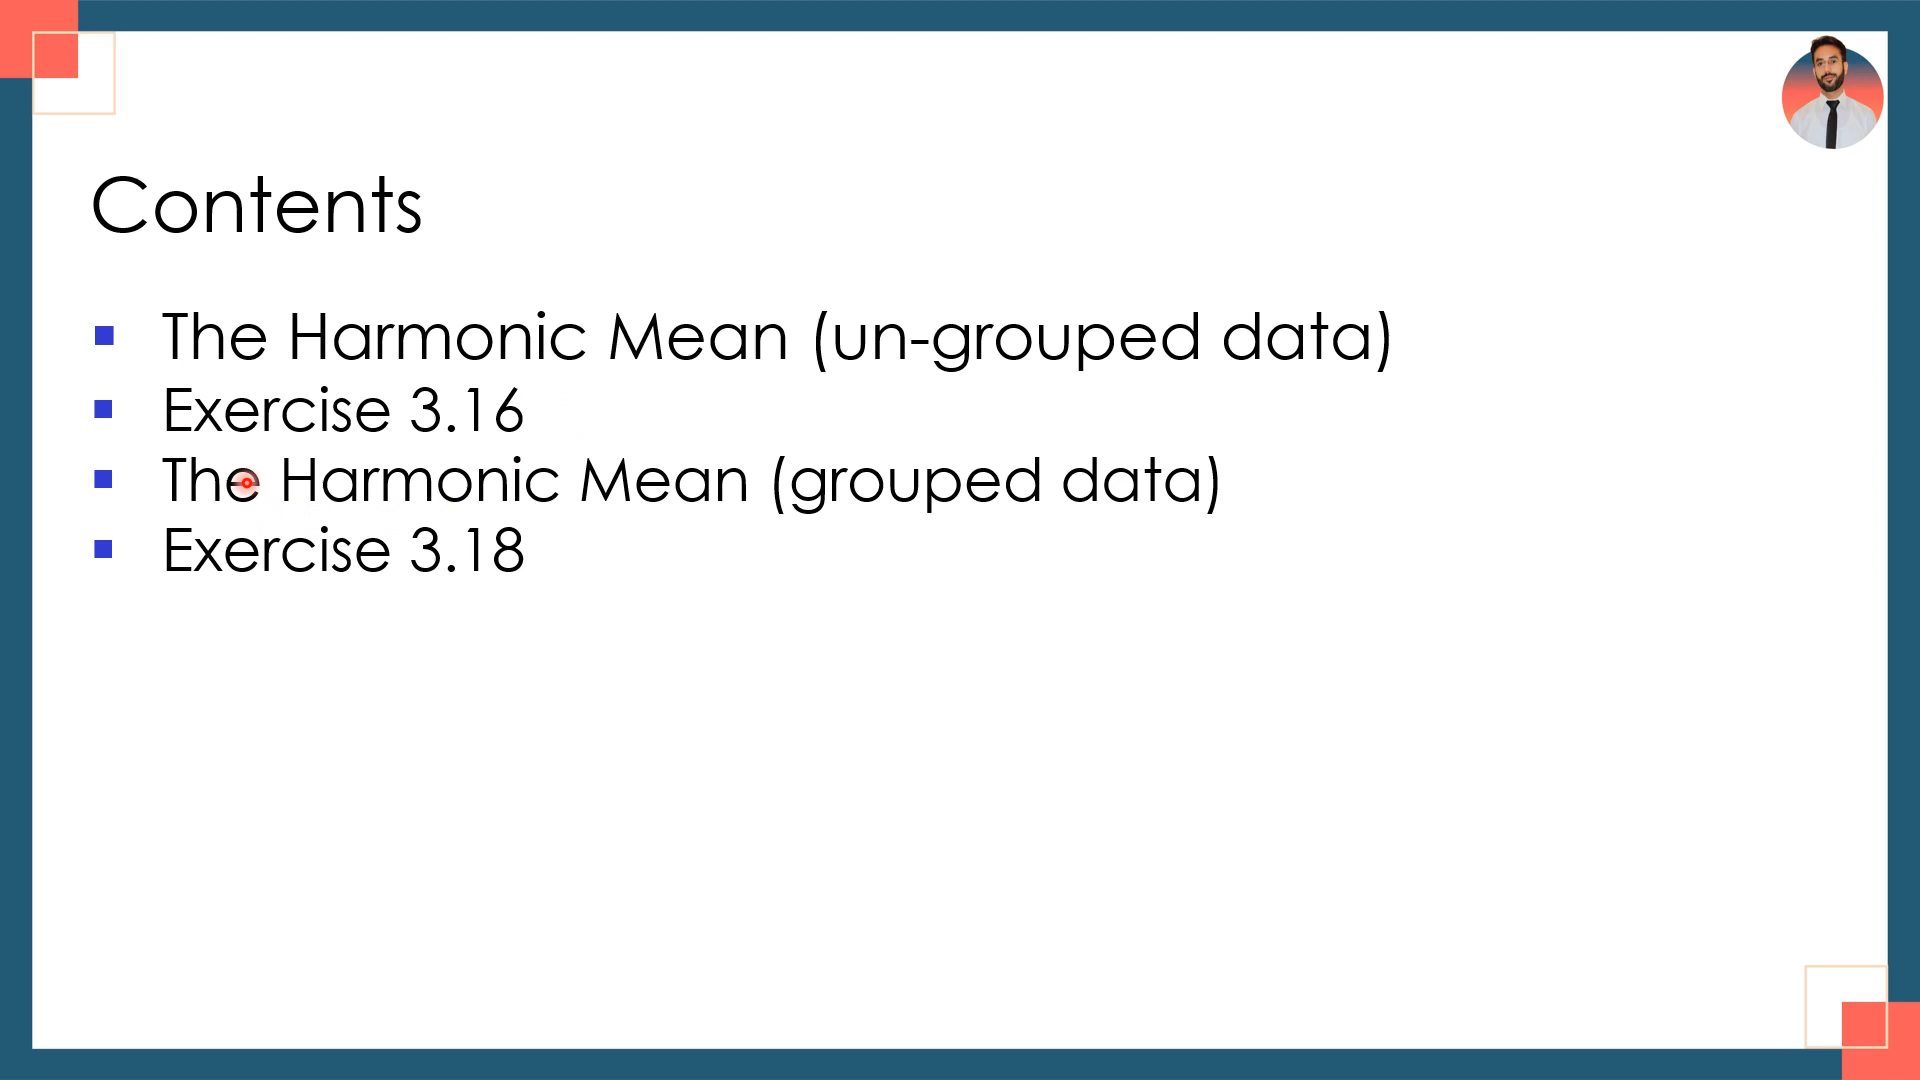 Contents
The Harmonic Mean (un-grouped data)
Exercise 3.16
The Harmonic Mean (grouped data)
Exercise 3.18